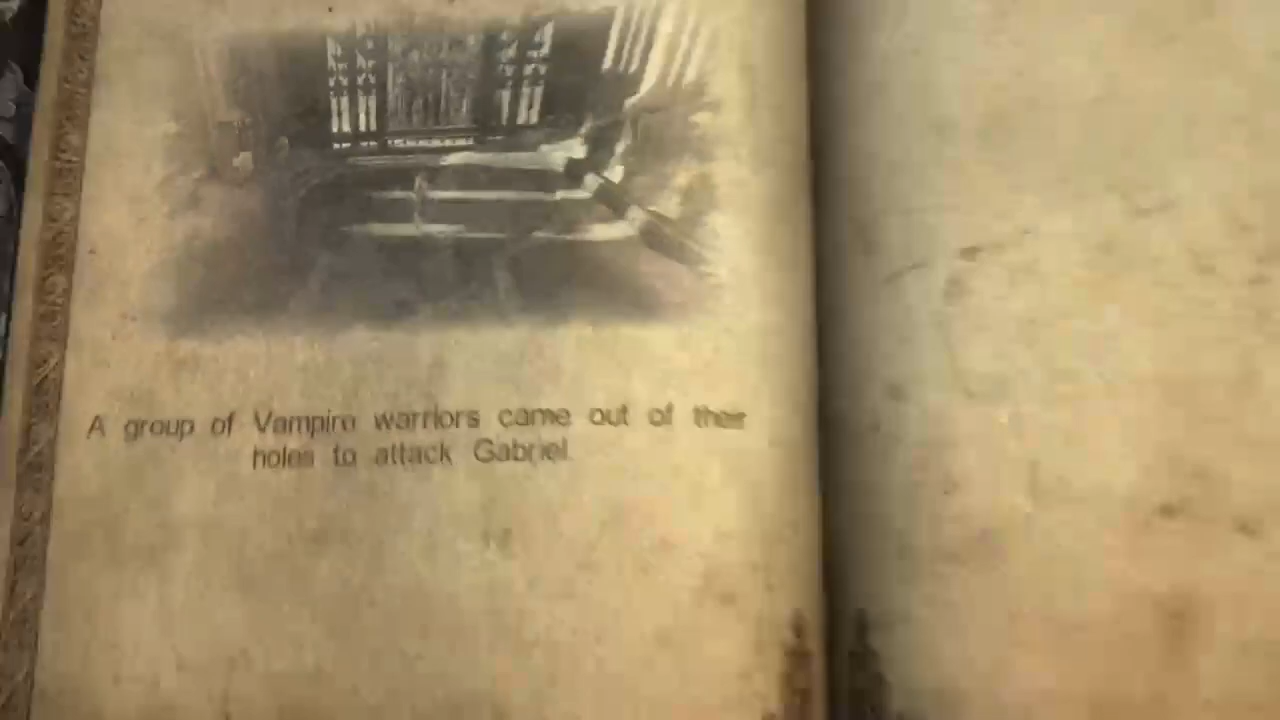 A group of Vampire warriors came out of their
holes to attack Gabriel.